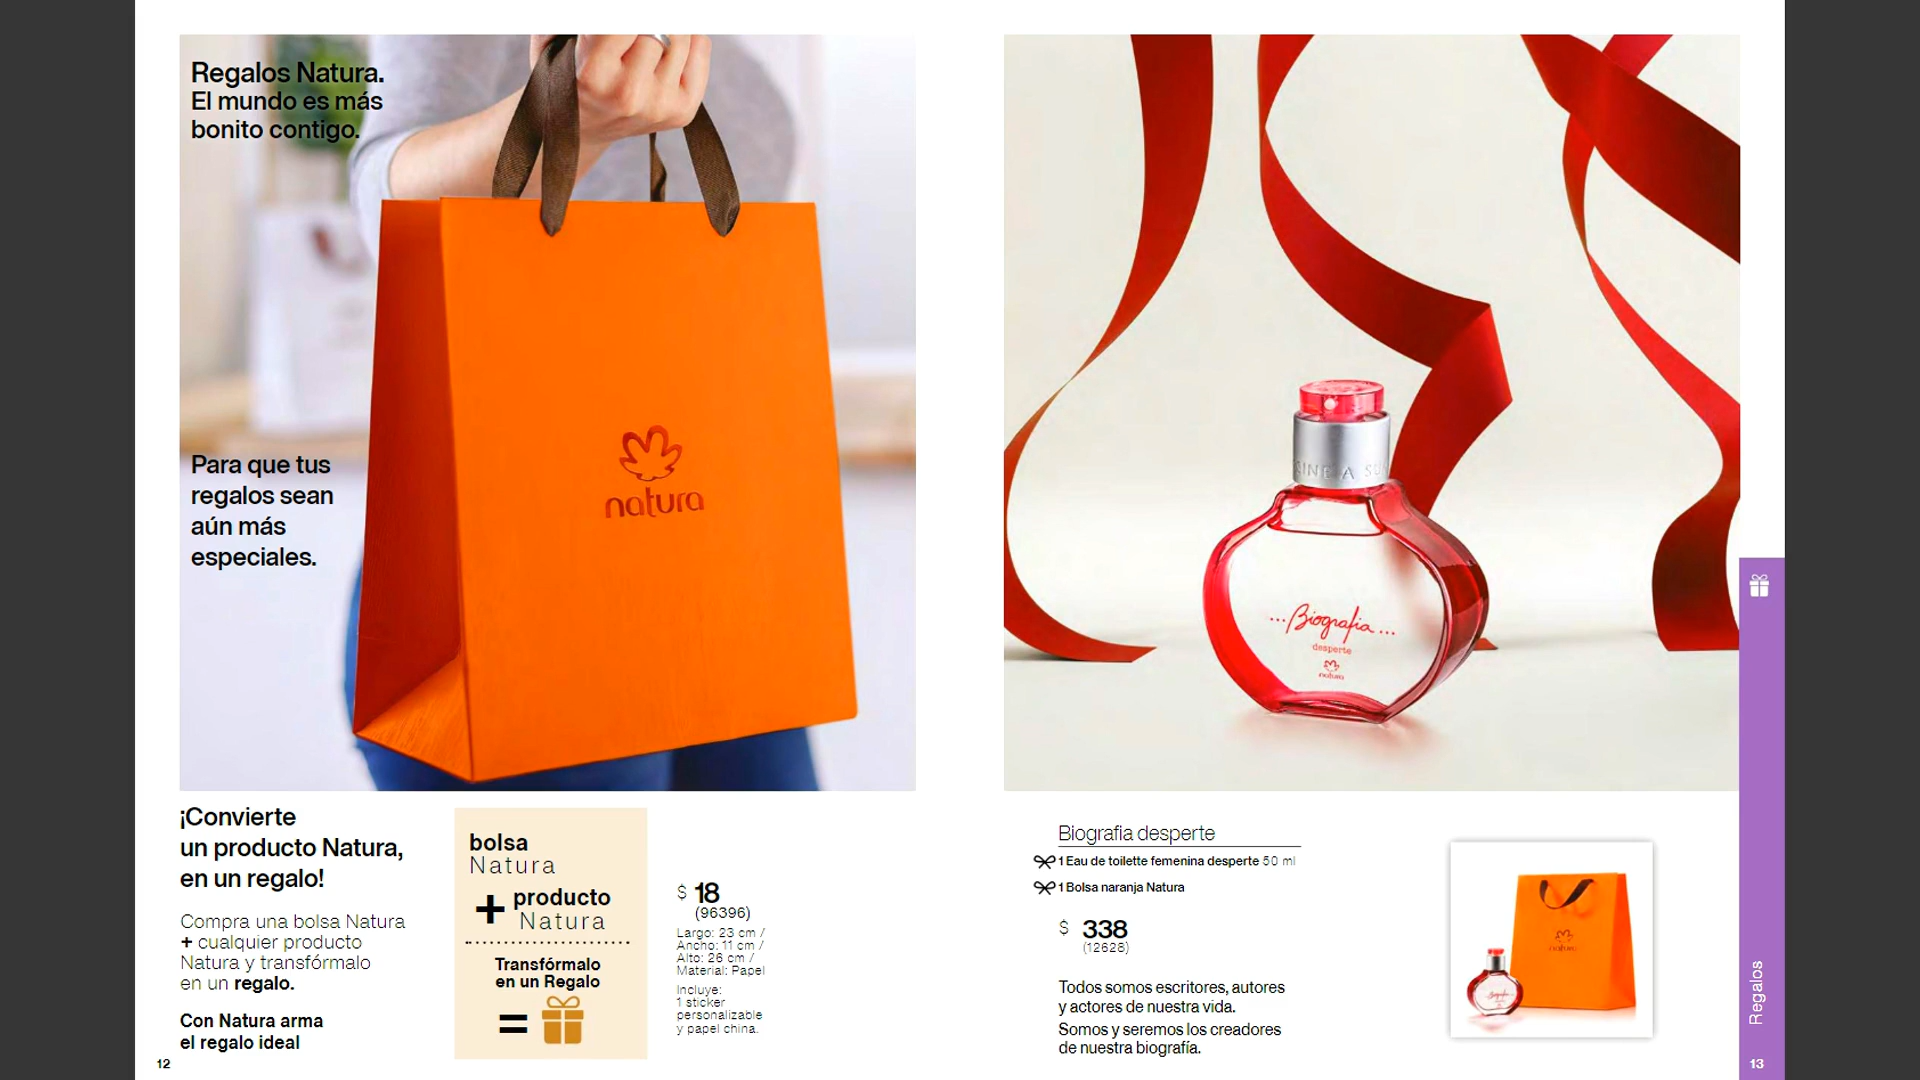 Regalos Natura.
El mundo es más
bonito contigo.
Para que tus
regalos sean
aún más
especiales.
natura
¡Convierte
un producto Natura,
en un regalo!
Compra una bolsa Natura
+ cualquier producto
Natura y transfórmalo
en un regalo.
Con Natura arma
el regalo ideal
12
bolsa
Natura
+ producto
Natura
Transfórmalo
en un Regalo
=
$ 18
(96396)
Largo: 23 cm /
Ancho: 11 cm /
Alto: 26 cm /
Material: Papel
Incluye:
1 sticker
personalizable
y papel china.
...Biografia...
desperte
natura
Biografia desperte
1 Eau de toilette femenina desperte 50 ml
1 Bolsa naranja Natura
$ 338
(12628)
Todos somos escritores, autores
y actores de nuestra vida.
Somos y seremos los creadores
de nuestra biografía.
natura
Regalos
13